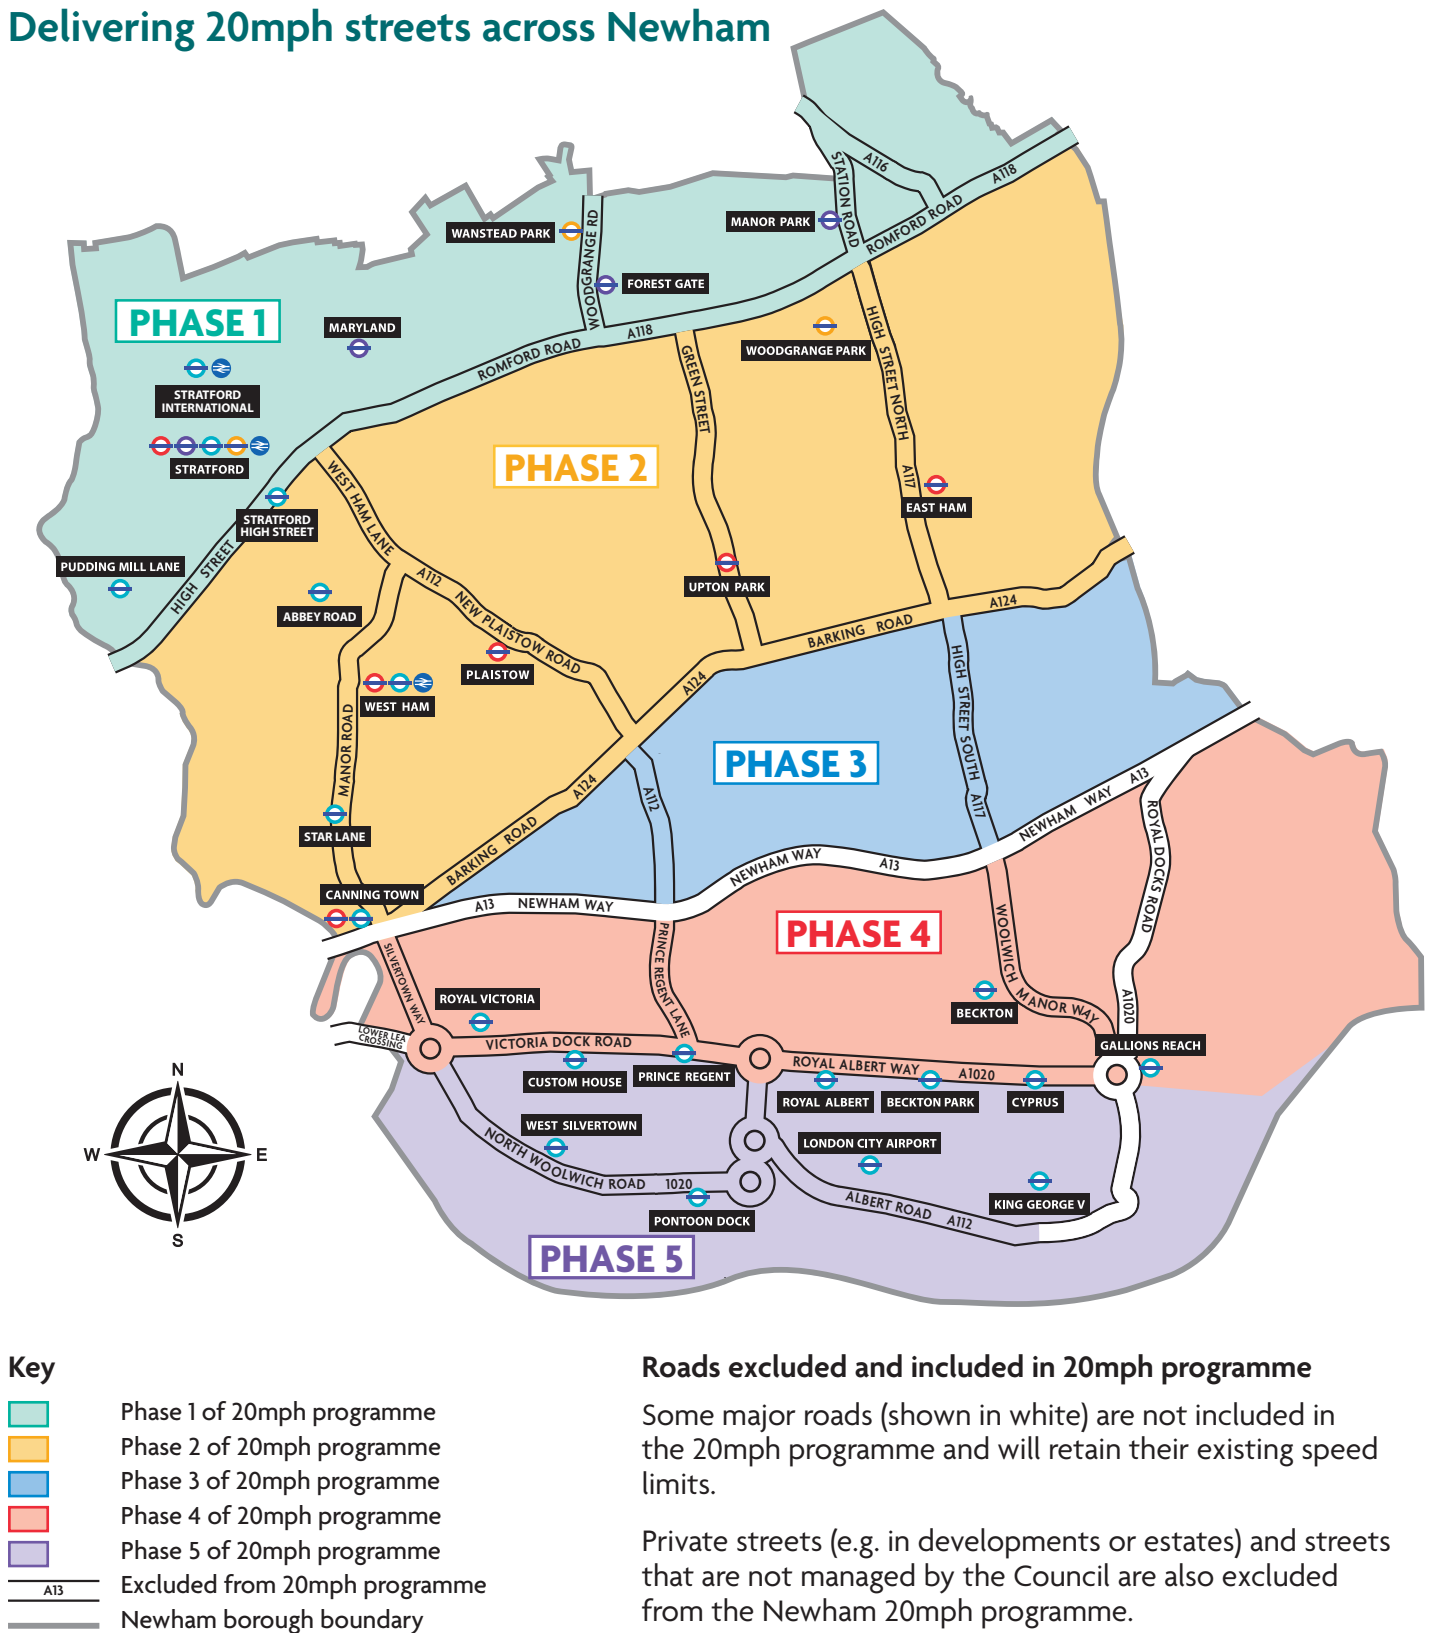 Delivering 20mph streets across Newham
A116
STATION ROAD
A118
MANOR PARK
ROMFORD ROAD
WANSTEAD PARK
WOODGRANGE RD
FOREST GATE
PHASE 1
MARYLAND
A118
ROMFORD ROAD
WOODGRANGE PARK
HIGH STREET NORTH
GREEN STREET
STRATFORD
INTERNATIONAL
STRATFORD
PHASE 2
A117
EAST HAM
WEST HAM LANE
STRATFORD
HIGH STREET
HIGH STREET
PUDDING MILL LANE
A112
UPTON PARK
ABBEY ROAD
NEW PLAISTOW ROAD
A124
BARKING ROAD
PLAISTOW
A124
HIGH STREET SOUTH
WEST HAM
MANOR ROAD
PHASE 3
A13
A124
A112
A117
NEWHAM WAY
ROYAL DOCKS ROAD
STAR LANE
BARKING ROAD
NEWHAM WAY
A13
CANNING TOWN
A13
NEWHAM WAY
PHASE 4
WOOLWICH MANOR WAY
PRINCE REGENT LANE
SILVERTOWN WAY
ROYAL VICTORIA
BECKTON
A1020
LOWER LEA
CROSSING
VICTORIA DOCK ROAD
GALLIONS REACH
CUSTOM HOUSE
PRINCE REGENT
ROYAL ALBERT WAY
A1020
ROYAL ALBERT
BECKTON PARK
CYPRUS
WEST SILVERTOWN
LONDON CITY AIRPORT
NORTH WOOLWICH ROAD
1020
ALBERT ROAD
A112
KING GEORGE V
PONTOON DOCK
PHASE 5
N
W
E
S
Key
Phase 1 of 20mph programme
Phase 2 of 20mph programme
Phase 3 of 20mph programme
Phase 4 of 20mph programme
Phase 5 of 20mph programme
A13
Excluded from 20mph programme
Newham borough boundary
Roads excluded and included in 20mph programme
Some major roads (shown in white) are not included in
the 20mph programme and will retain their existing speed
limits.
Private streets (e.g. in developments or estates) and streets
that are not managed by the Council are also excluded
from the Newham 20mph programme.